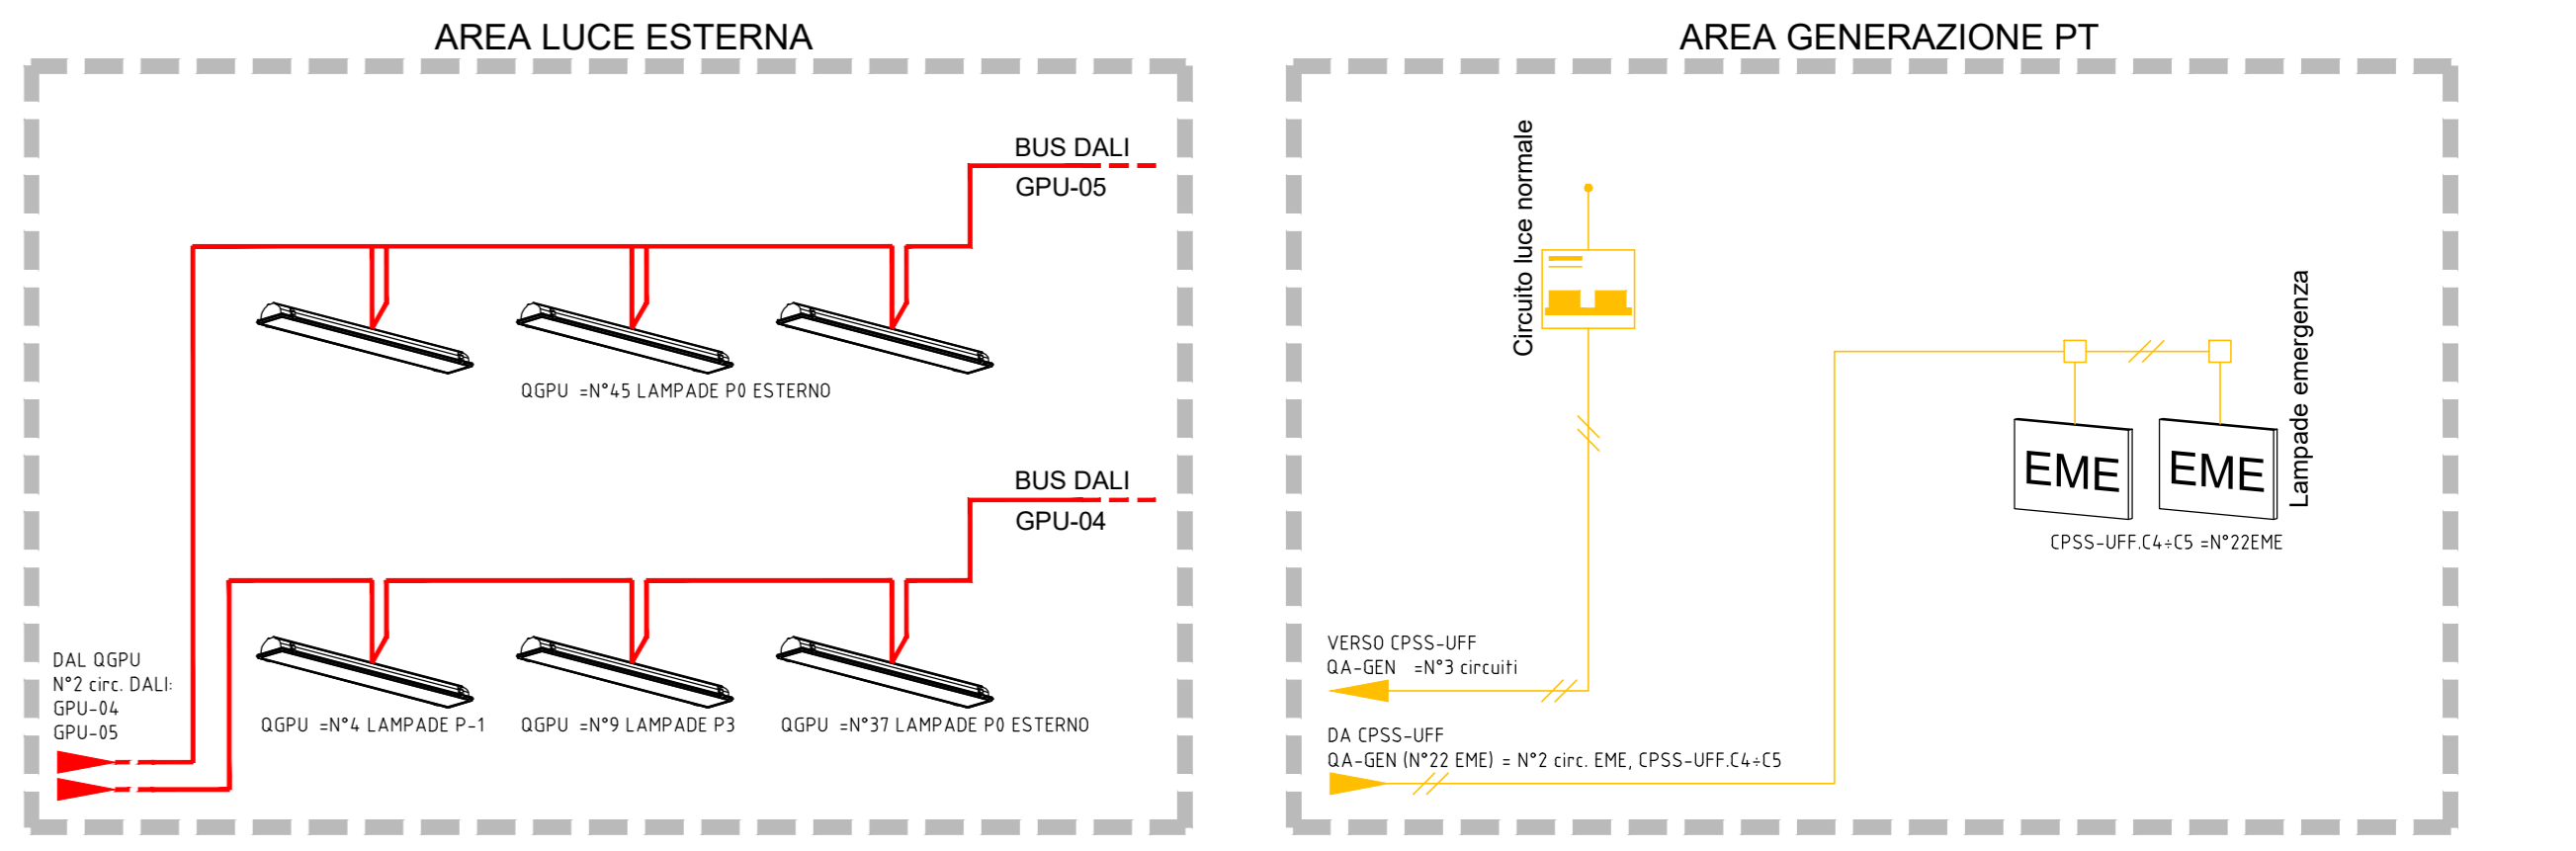 AREA LUCE ESTERNA
BUS DALI
GPU-05
QGPU =N°45 LAMPADE P0 ESTERNO
BUS DALI
GPU-04
DAL QGPU
N°2 circ. DALI:
GPU-04
GPU-05
QGPU =N°4 LAMPADE P-1
QGPU =N°9 LAMPADE P3
QGPU =N°37 LAMPADE P0 ESTERNO
AREA GENERAZIONE PT
Circuito luce normale
Lampade emergenza
EME
EME
CPSS-UFF.C4÷C5 =N°22EME
VERSO CPSS-UFF
QA-GEN =N°3 circuiti
DA CPSS-UFF
QA-GEN (N°22 EME) = N°2 circ. EME, CPSS-UFF.C4÷C5